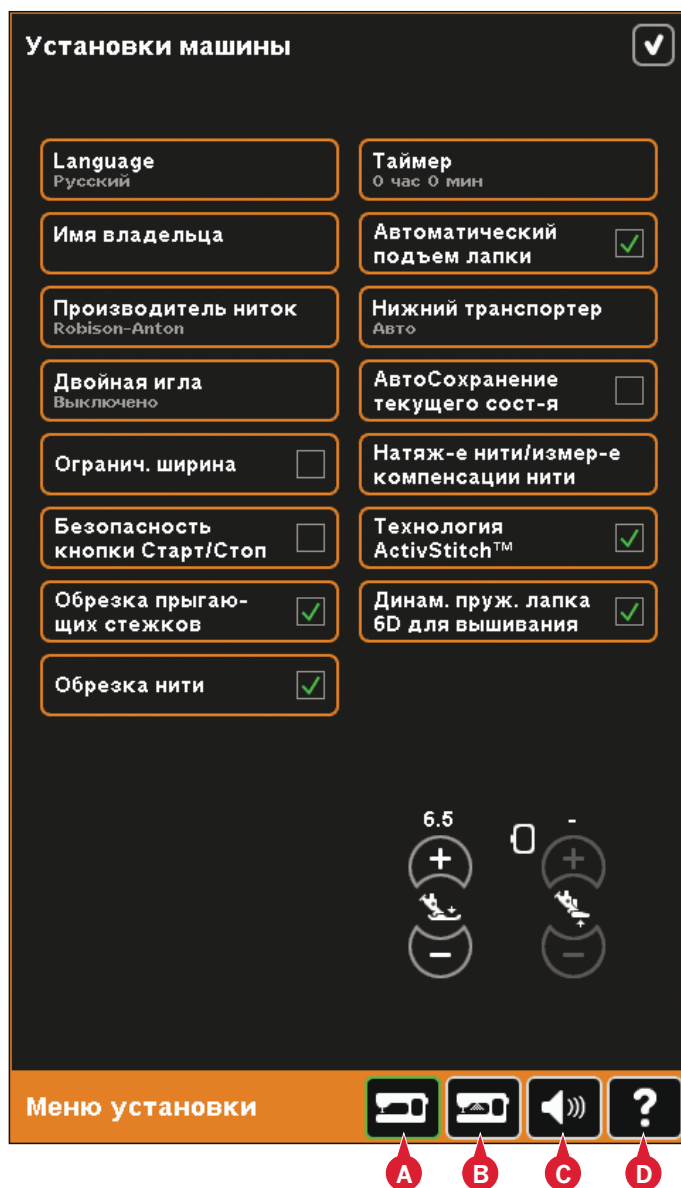 Установки машины
Language
Русский
Имя владельца
Производитель ниток
Robison-Anton
Двойная игла
Выключено
Огранич. ширина
Безопасность
кнопки Старт/Стоп
Обрезка прыгаю-
щих стежков
Обрезка нити
Таймер
0 час 0 мин
Автоматический
подъем лапки
Нижний транспортер
Авто
АвтоСохранение
текущего сост-я
Натяж-е нити/измер-е
компенсации нити
Технология
ActivStitch™
Динам. пруж. лапка
6D для вышивания
6.5
-
+
+
−
−
Меню установки
?
A
B
C
D